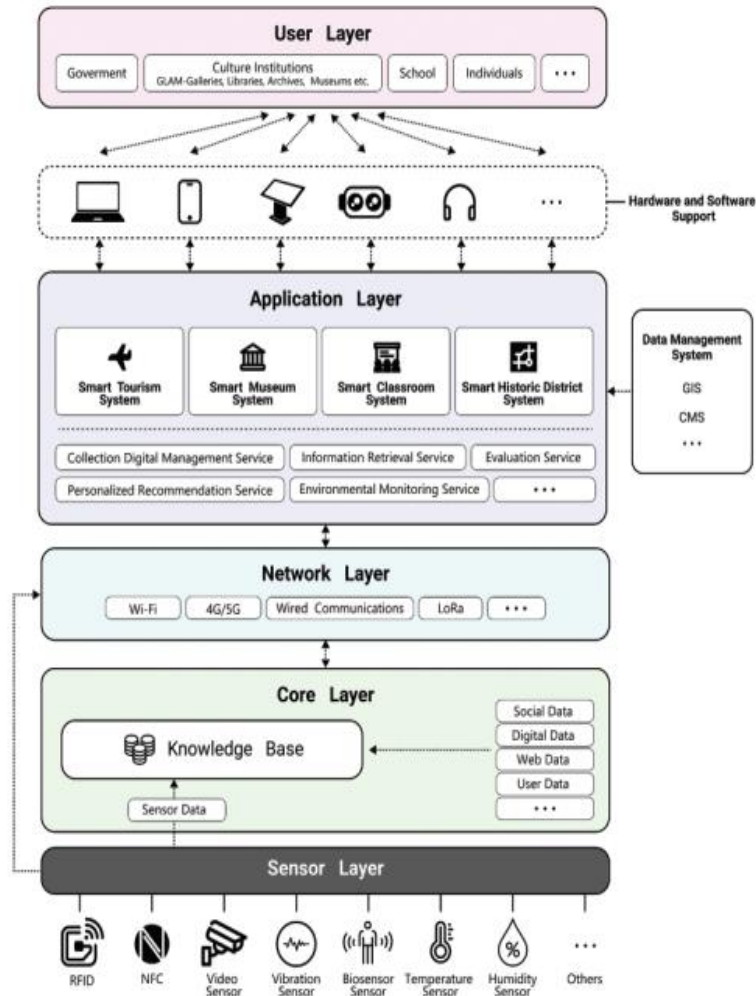 User Layer
Goverment
Culture Institutions
GLAM-Galleries, Libraries, Archives, Museums etc.
School
Individuals
...
...
Hardware and Software
Support
Application Layer
Smart Tourism
System
Smart Museum
System
Smart Classroom
System
Smart Historic District
System
Collection Digital Management Service
Information Retrieval Service
Evaluation Service
Personalized Recommendation Service
Environmental Monitoring Service
...
Data Management
System
GIS
CMS
...
Network Layer
Wi-Fi
4G/5G
Wired Communications
LoRa
...
Core Layer
Knowledge Base
Sensor Data
Social Data
Digital Data
Web Data
User Data
...
Sensor Layer
RFID
NFC
Video
Sensor
Vibration
Sensor
Biosensor
Sensor
Temperature
Sensor
%
Humidity
Sensor
...
Others